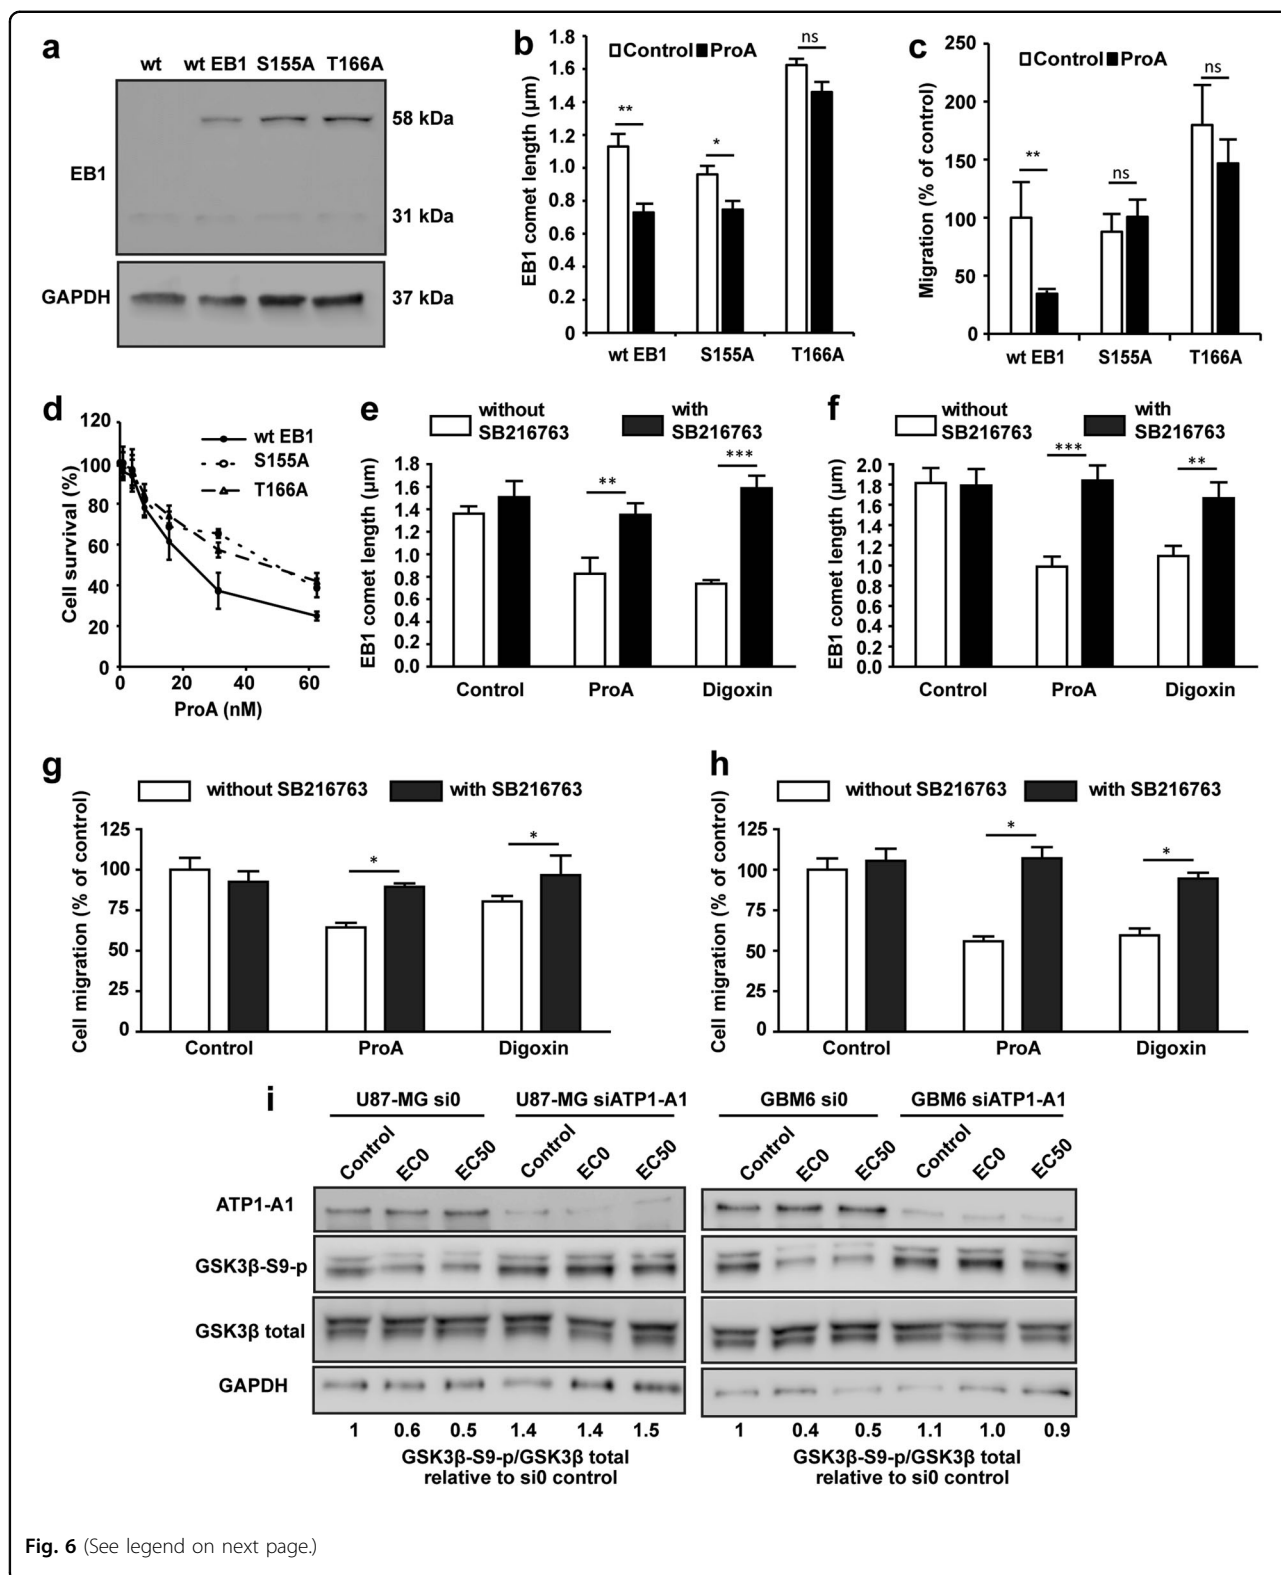 a
wt wt EB1 S155A T166A
EB1
58 kDa
31 kDa
GAPDH
37 kDa
b
Control ProA
EB1 comet length (µm)
1.8
1.6
1.4
1.2
1.0
0.8
0.6
0.4
0.2
0
**
*
ns
wt EB1 S155A T166A
c
Control ProA
Migration (% of control)
250
200
150
100
50
0
**
ns
ns
wt EB1 S155A T166A
d
Cell survival (%)
120
100
80
60
40
20
0
wt EB1
S155A
T166A
0 20 40 60
ProA (nM)
e
without SB216763
with SB216763
EB1 comet length (µm)
1.8
1.6
1.4
1.2
1.0
0.8
0.6
0.4
0.2
0.0
**
***
Control ProA Digoxin
f
without SB216763
with SB216763
EB1 comet length (µm)
2.0
1.8
1.6
1.4
1.2
1.0
0.8
0.6
0.4
0.2
0.0
***
**
Control ProA Digoxin
g
without SB216763 with SB216763
Cell migration (% of control)
125
100
75
50
25
0
*
*
Control ProA Digoxin
h
without SB216763 with SB216763
Cell migration (% of control)
125
100
75
50
25
0
*
*
Control ProA Digoxin
i
U87-MG si0 U87-MG siATP1-A1 GBM6 si0 GBM6 siATP1-A1
Control EC0 EC50 Control EC0 EC50 Control EC0 EC50 Control EC0 EC50
ATP1-A1
GSK3β-S9-p
GSK3β total
GAPDH
1 0.6 0.5 1.4 1.4 1.5 1 0.4 0.5 1.1 1.0 0.9
GSK3β-S9-p/GSK3β total
relative to si0 control
GSK3β-S9-p/GSK3β total
relative to si0 control
Fig. 6 (See legend on next page.)